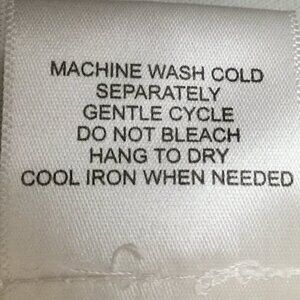 MACHINE WASH COLD
SEPARATELY
GENTLE CYCLE
DO NOT BLEACH
HANG TO DRY
COOL IRON WHEN NEEDED